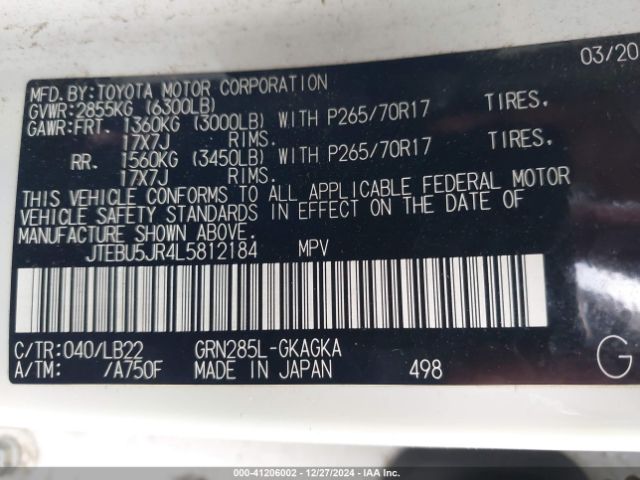 03/20
MFD. BY: TOYOTA MOTOR CORPORATION
GVWR: 2855KG (6300LB)
GAWR: FRT. 1360KG (3000LB) WITH P265/70R17 TIRES,
17X7J RIMS.
RR. 1560KG (3450LB) WITH P265/70R17 TIRES,
17X7J RIMS.
THIS VEHICLE CONFORMS TO ALL APPLICABLE FEDERAL MOTOR
VEHICLE SAFETY STANDARDS IN EFFECT ON THE DATE OF
MANUFACTURE SHOWN ABOVE.
JTEBU5JR4L5812184 MPV
C/TR: 040/LB22 GRN285L-GKAGKA
A/TM: /A750F MADE IN JAPAN 498 G
000-41206002 — 12/27/2024 — IAAI.COM